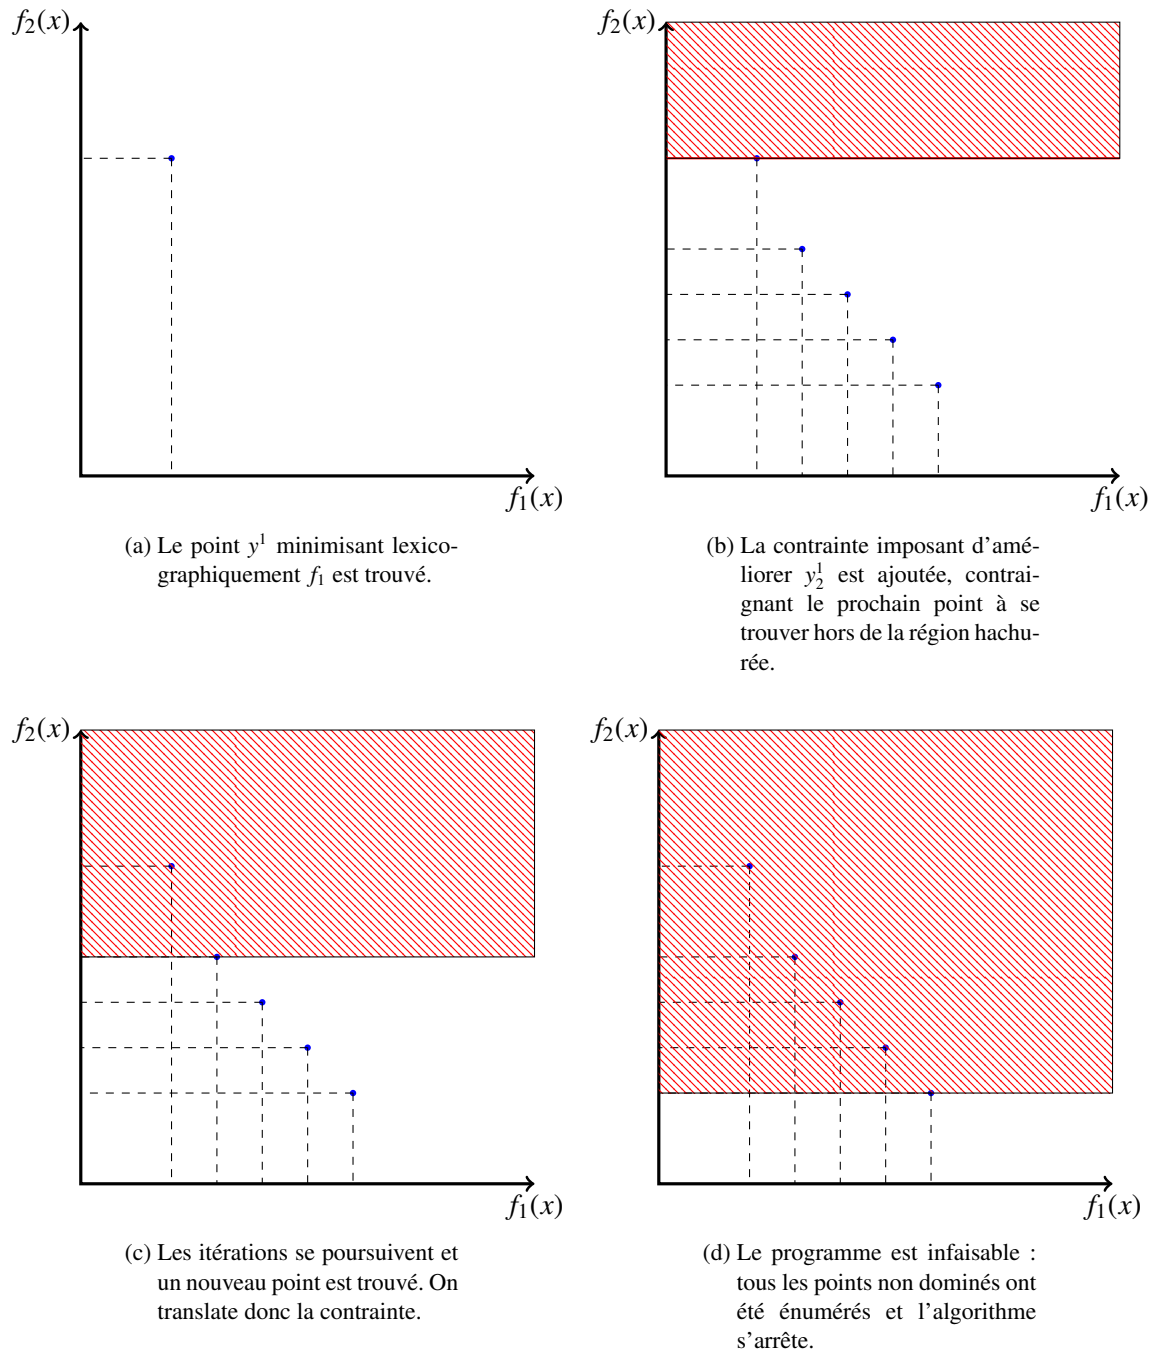 f₂(x)
f₁(x)
(a) Le point y¹ minimisant lexico-
graphiquement f₁ est trouvé.
f₂(x)
f₁(x)
(b) La contrainte imposant d'amé-
liorer y₂¹ est ajoutée, contrai-
gnant le prochain point à se
trouver hors de la région hachu-
rée.
f₂(x)
f₁(x)
(c) Les itérations se poursuivent et
un nouveau point est trouvé. On
translate donc la contrainte.
f₂(x)
f₁(x)
(d) Le programme est infaisable :
tous les points non dominés ont
été énumérés et l'algorithme
s'arrête.